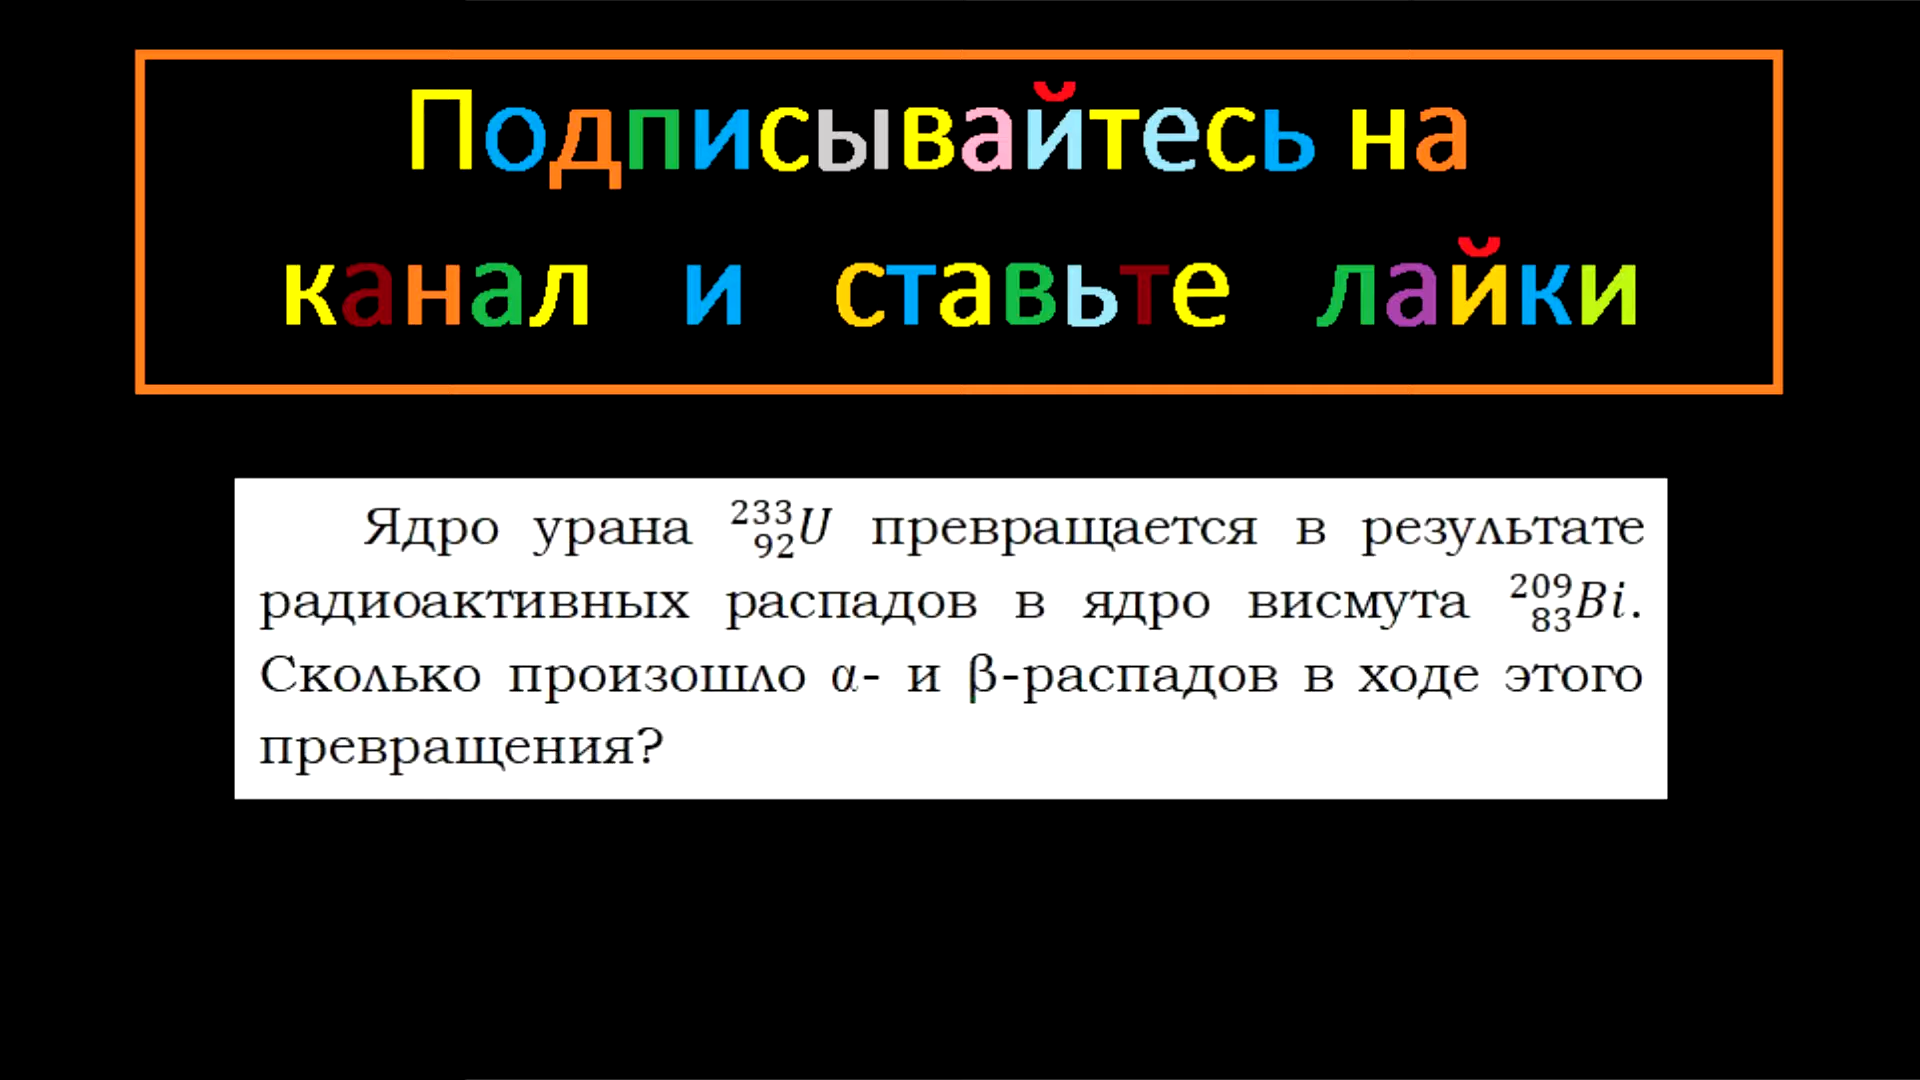 Подписывайтесь на
канал и ставьте лайки
Ядро урана ²³³₉₂U превращается в результате
радиоактивных распадов в ядро висмута ²⁰⁹₈₃Bi.
Сколько произошло α- и β-распадов в ходе этого
превращения?